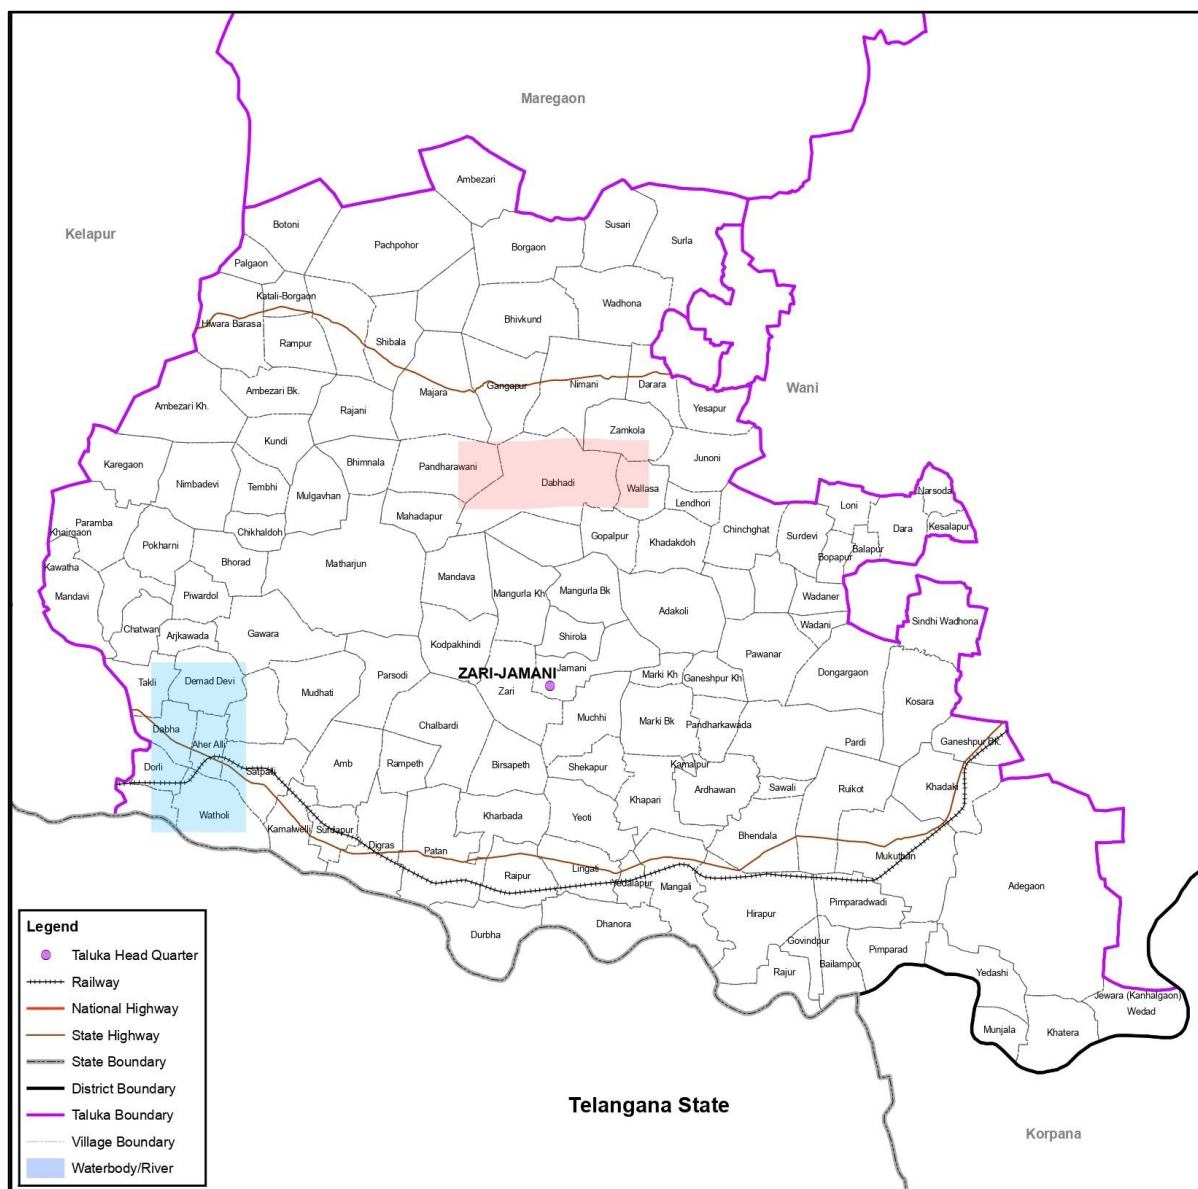 Maregaon
Ambezari
Botoni
Susari
Kelapur
Surla
Pachpohor
Borgaon
Palgaon
Katali-Borgaon
Wadhona
Hiwara Barasa
Bhivkund
Rampur
Shibala
Wani
Ambezari Bk.
Majara
Gangapur
Nimani
Darara
Ambezari Kh.
Rajani
Yesapur
Kundi
Zamkola
Karegaon
Bhimnala
Pandharawani
Junoni
Nimbadevi
Tembhi
Mulgavhan
Dabhadi
Wallasa
Narsoda
Lendhori
Loni
Paramba
Khairgaon
Chikhaldoh
Mahadapur
Chinchghat
Dara
Kesalapur
Pokharni
Gopalpur
Khadakdoh
Surdevi
Balapur
Bopapur
Kawatha
Bhorad
Matharjun
Mandava
Mandavi
Piwardol
Mangurla Kh
Mangurla Bk
Adakoli
Wadaner
Chatwan
Arjkawada
Gawara
Shirola
Wadani
Sindhi Wadhona
Kodpakhindi
Pawanar
ZARI-JAMANI
Jamani
Takli
Demad Devi
Mudhati
Parsodi
Zari
Marki Kh
Ganeshpur Kh
Dongargaon
Kosara
Dabha
Chalbardi
Muchhi
Marki Bk
Pandharkawada
Aher Alli
Pardi
Ganeshpur Bk.
Dorli
Satpalli
Amb
Rampeth
Birsapeth
Shekapur
Kamalpur
Ardhawan
Sawali
Ruikot
Khadaki
Watholi
Khapari
Kharbada
Yeoti
Kamalwelli
Surdapur
Digras
Patan
Bhendala
Mukutban
Raipur
Lingati
Vedalapur
Mangali
Adegaon
Pimparadwadi
Hirapur
Durbha
Dhanora
Govindpur
Pimparad
Bailampur
Rajur
Yedashi
Jewara (Kanhalgaon)
Wedad
Munjala
Khatera
Telangana State
Korpana
Legend
Taluka Head Quarter
Railway
National Highway
State Highway
State Boundary
District Boundary
Taluka Boundary
Village Boundary
Waterbody/River